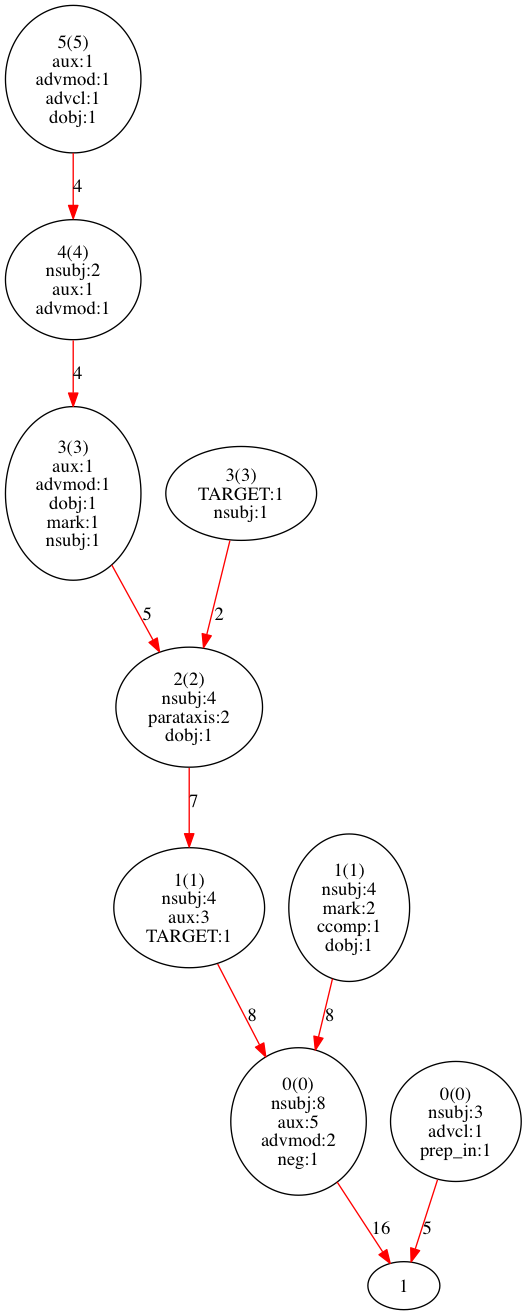 5(5)
aux:1
advmod:1
advcl:1
dobj:1
4
4(4)
nsubj:2
aux:1
advmod:1
4
3(3)
aux:1
advmod:1
dobj:1
mark:1
nsubj:1
3(3)
TARGET:1
nsubj:1
5
2
2(2)
nsubj:4
parataxis:2
dobj:1
7
1(1)
nsubj:4
aux:3
TARGET:1
1(1)
nsubj:4
mark:2
ccomp:1
dobj:1
8
8
0(0)
nsubj:8
aux:5
advmod:2
neg:1
0(0)
nsubj:3
advcl:1
prep_in:1
16
5
1